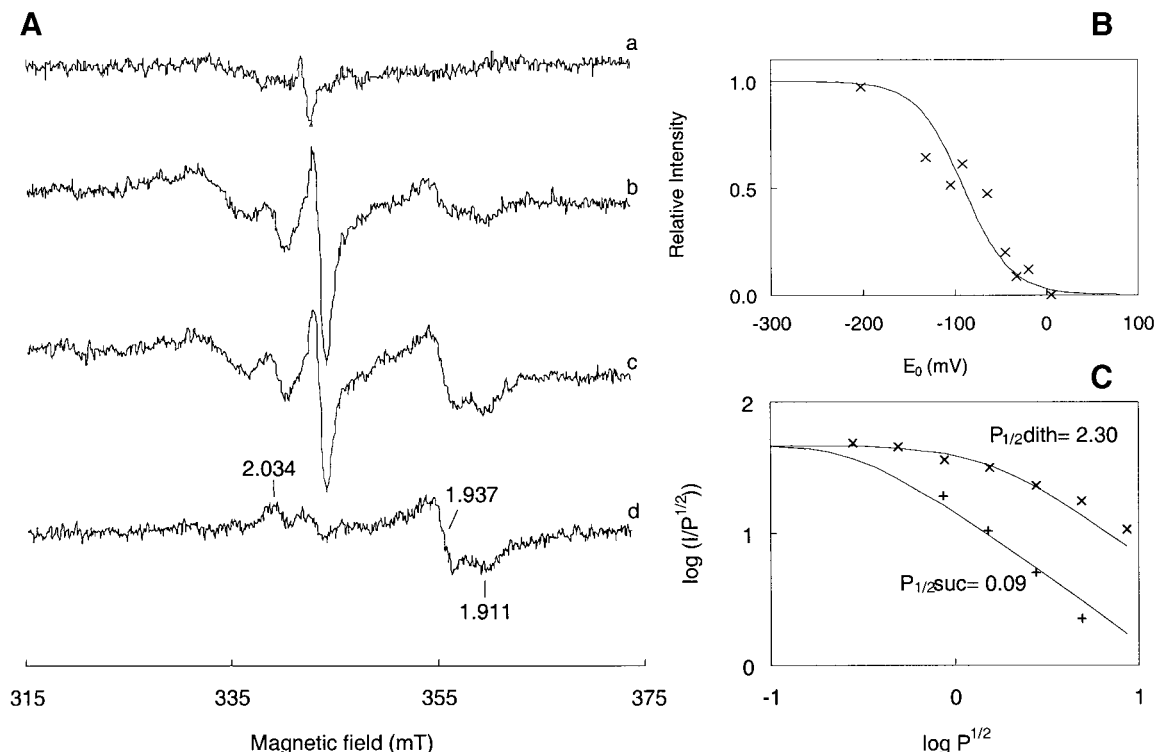 A
a
b
c
2.034
1.937
d
1.911
315
335
355
375
Magnetic field (mT)
B
Relative Intensity
1.0
0.5
0.0
-300
-200
-100
0
100
E₀ (mV)
C
log (I/P¹/²))
2
1
0
P₁/₂dith= 2.30
P₁/₂suc= 0.09
-1
0
1
log P¹/²